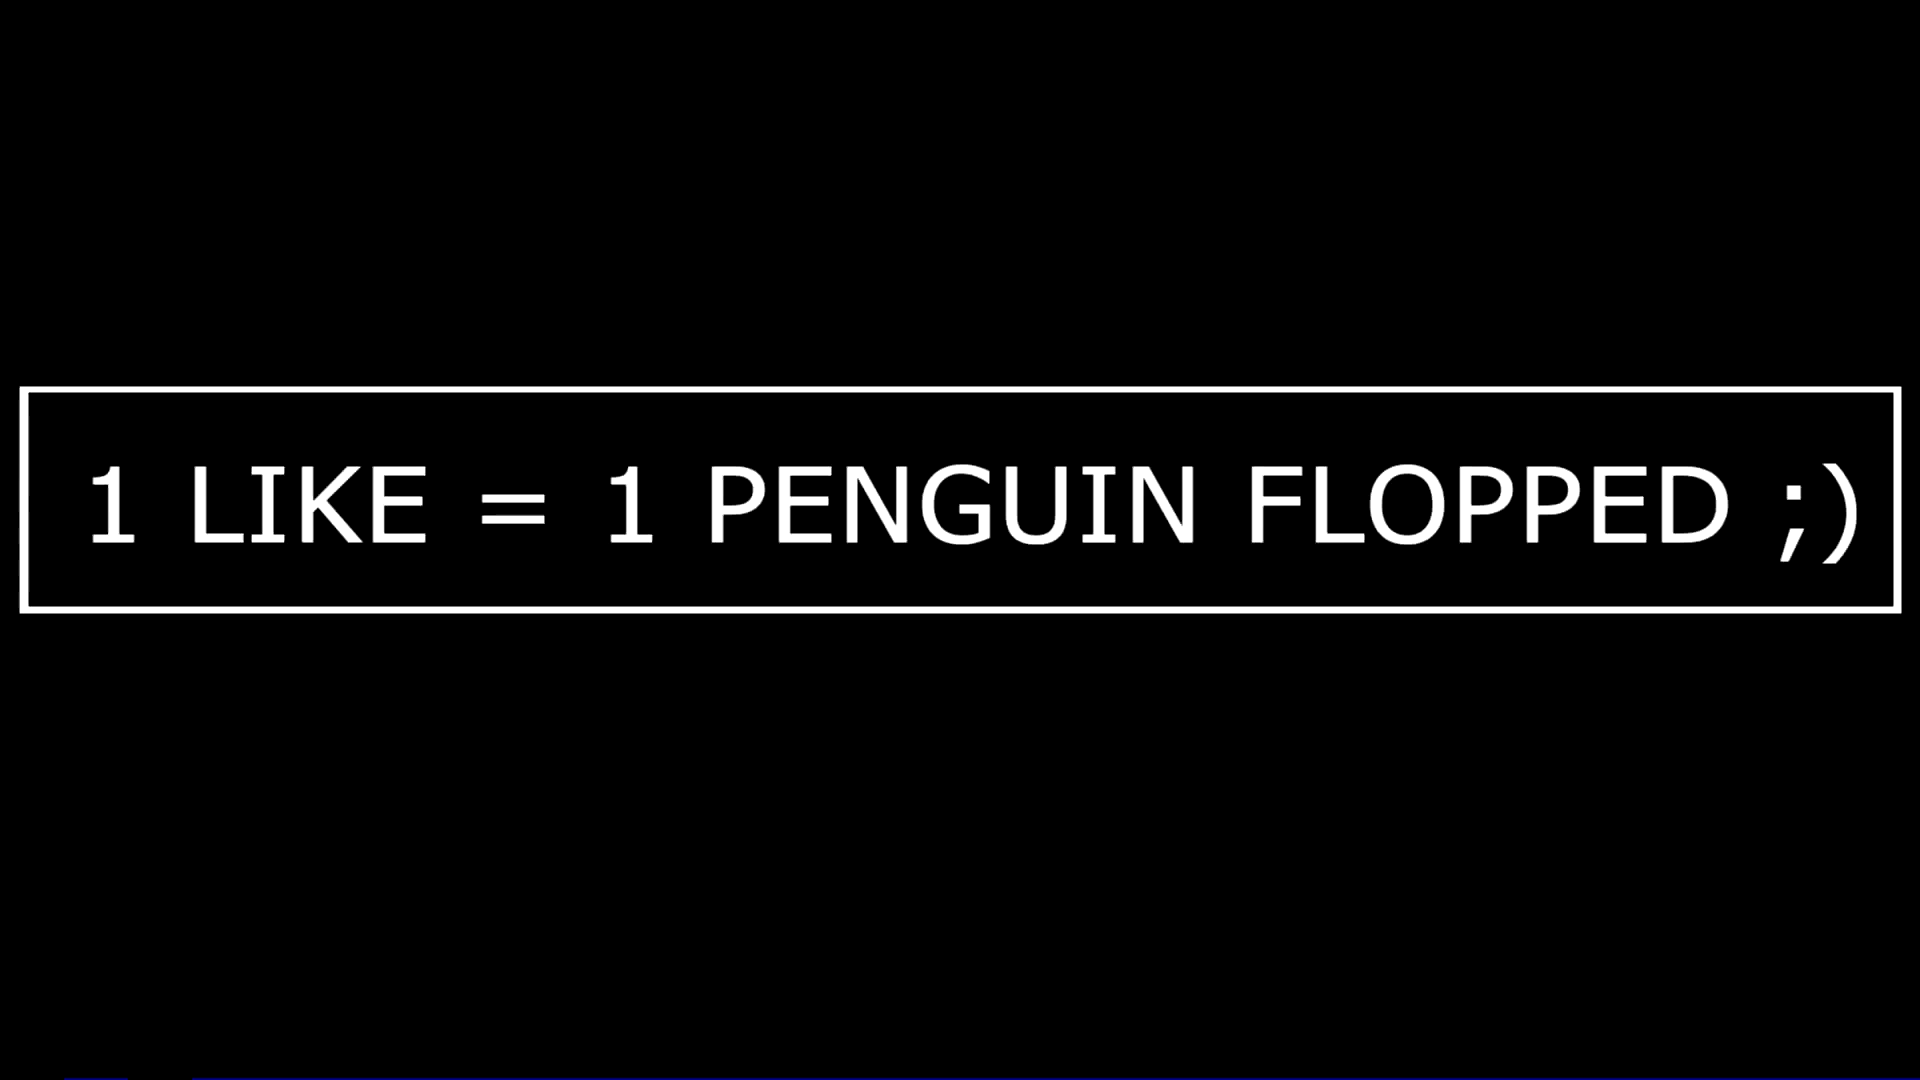 1 LIKE = 1 PENGUIN FLOPPED ;)